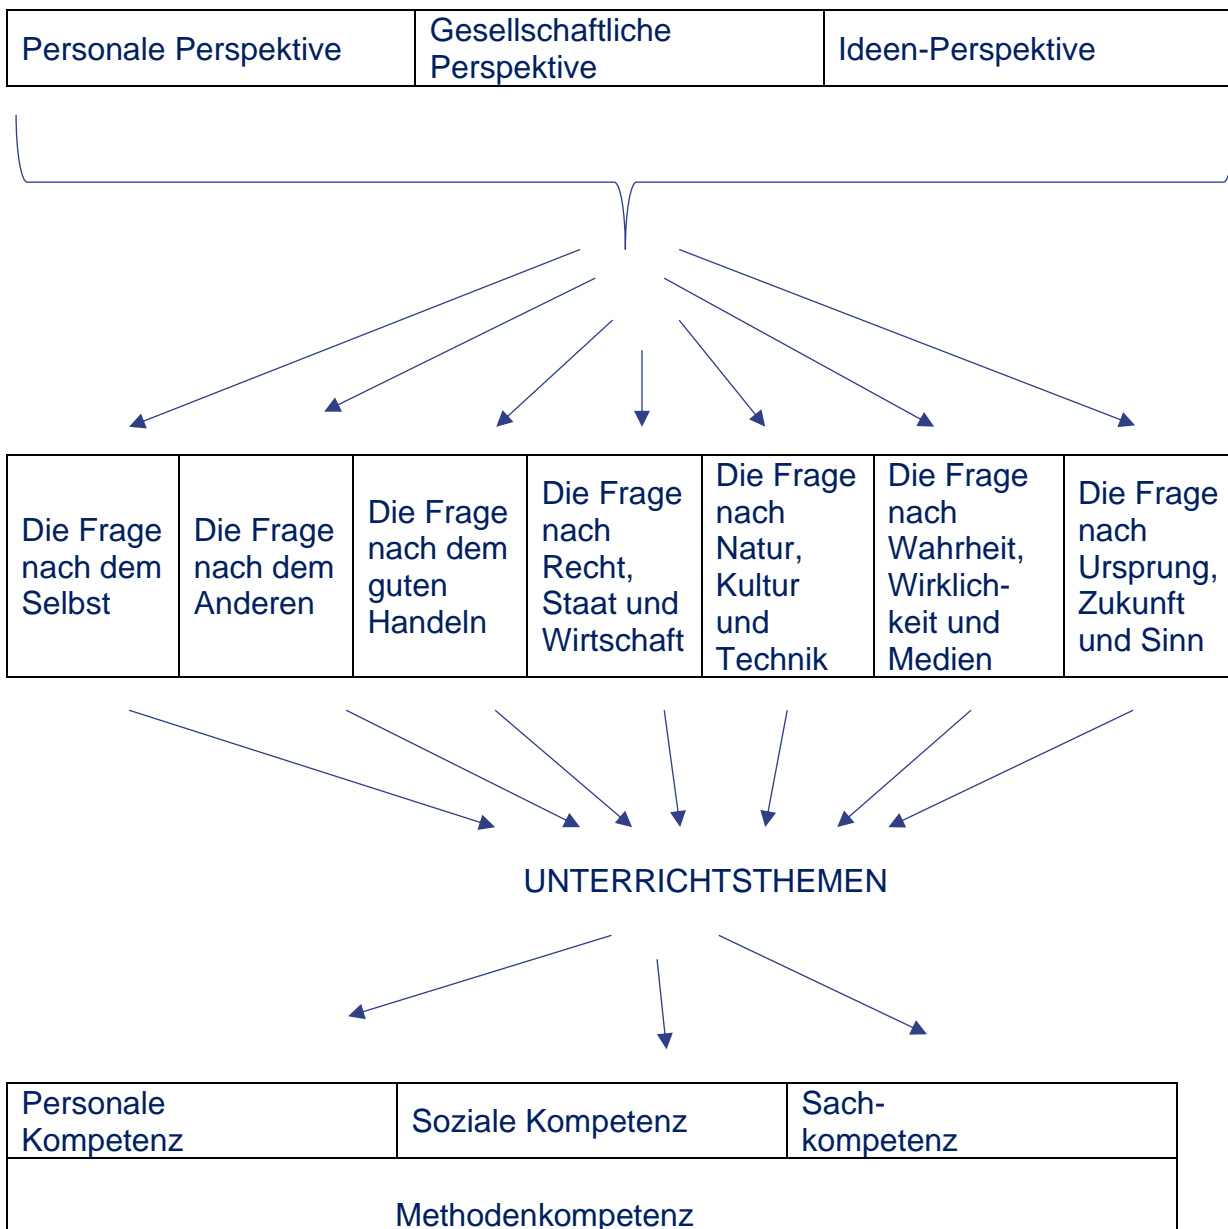 Personale Perspektive
Gesellschaftliche
Perspektive
Ideen-Perspektive
Die Frage
nach dem
Selbst
Die Frage
nach dem
Anderen
Die Frage
nach dem
guten
Handeln
Die Frage
nach
Recht,
Staat und
Wirtschaft
Die Frage
nach
Natur,
Kultur
und
Technik
Die Frage
nach
Wahrheit,
Wirklich-
keit und
Medien
Die Frage
nach
Ursprung,
Zukunft
und Sinn
UNTERRICHTSTHEMEN
Personale
Kompetenz
Soziale Kompetenz
Sach-
kompetenz
Methodenkompetenz